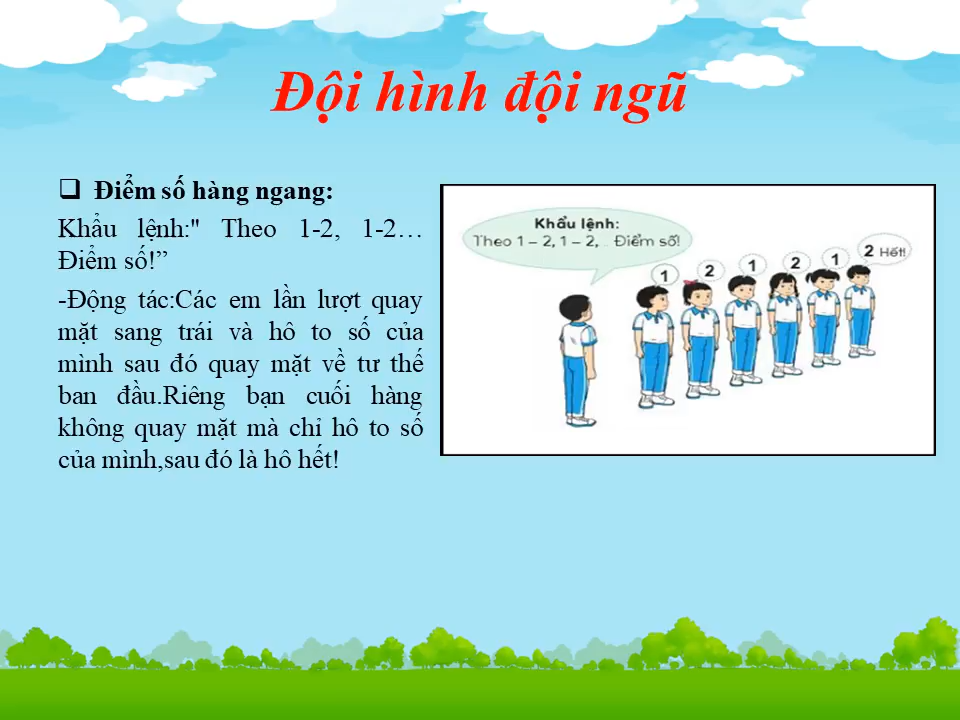 Đội hình đội ngũ
Điểm số hàng ngang:
Khẩu lệnh:" Theo 1-2, 1-2…
Điểm số!”
-Động tác:Các em lần lượt quay
mặt sang trái và hô to số của
mình sau đó quay mặt về tư thế
ban đầu.Riêng bạn cuối hàng
không quay mặt mà chỉ hô to số
của mình,sau đó là hô hết!
Khẩu lệnh:
Theo 1 – 2, 1 – 2, .. Điểm số!
1
2
1
2
1
2 Hết!